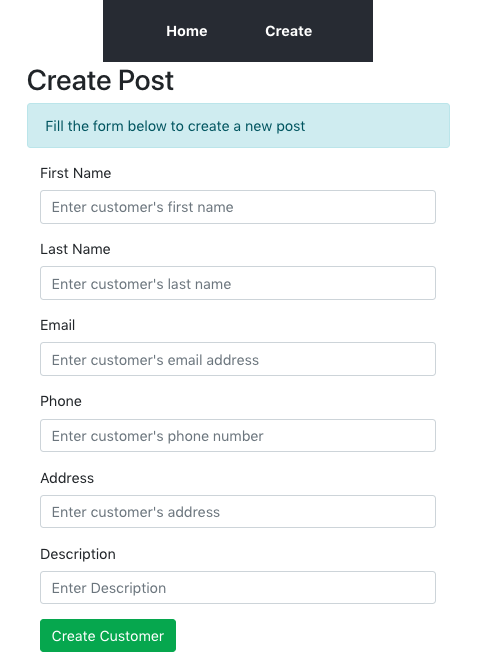 Home Create
Create Post
Fill the form below to create a new post
First Name
Enter customer's first name
Last Name
Enter customer's last name
Email
Enter customer's email address
Phone
Enter customer's phone number
Address
Enter customer's address
Description
Enter Description
Create Customer